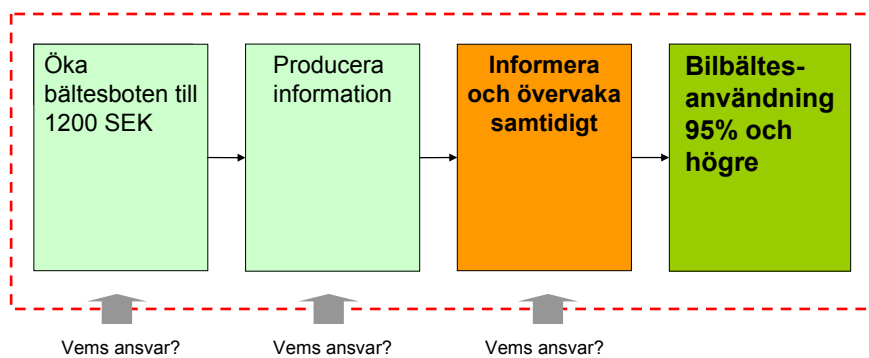 Öka
bältesboten till
1200 SEK
Producera
information
Informera
och övervaka
samtidigt
Bilbältes-
användning
95% och
högre
Vems ansvar?
Vems ansvar?
Vems ansvar?